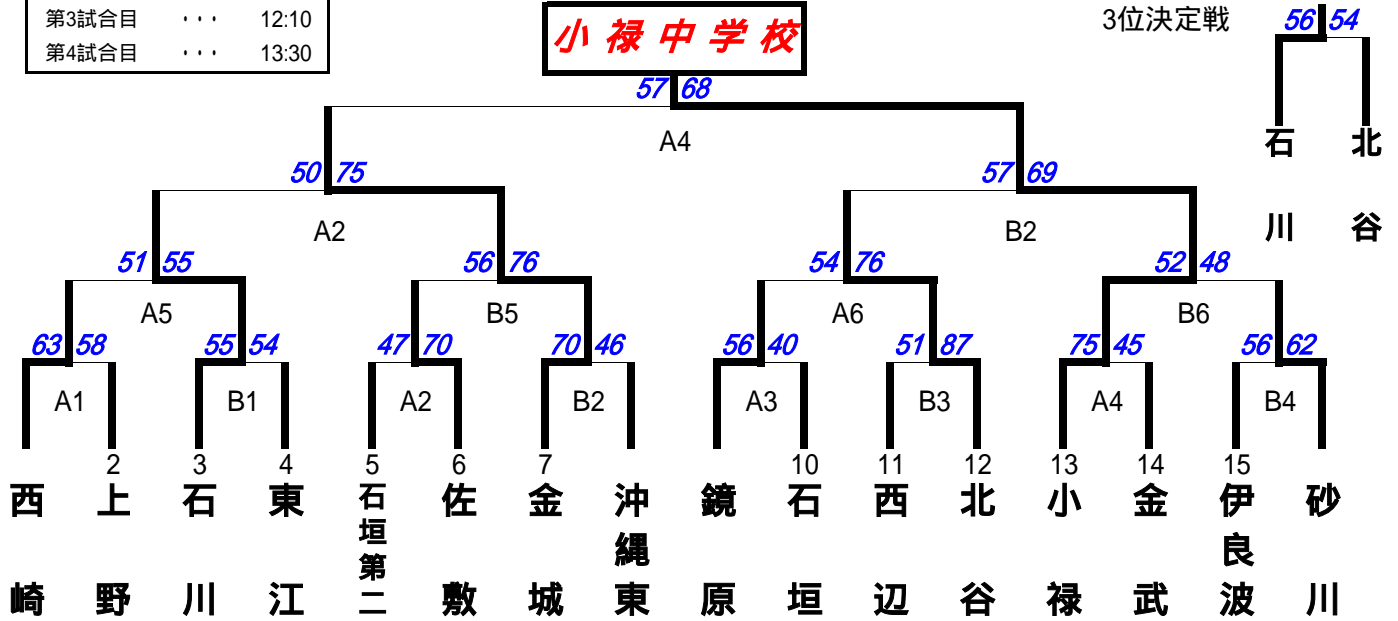 第3試合目 ・・・ 12:10
第4試合目 ・・・ 13:30
小禄中学校
3位決定戦
56 54
石川 北谷
57 68
A4
50 75 57 69
A2 B2
51 55 56 76 54 76 52 48
A5 B5 A6 B6
63 58 55 54 47 70 70 46 56 40 51 87 75 45 56 62
A1 B1 A2 B2 A3 B3 A4 B4
2 3 4 5 6 7 10 11 12 13 14 15
西崎 上野 石川 東江 石垣第二 佐敷 金城 沖縄東 鏡原 石垣 西辺 北谷 小禄 金武 伊良波 砂川